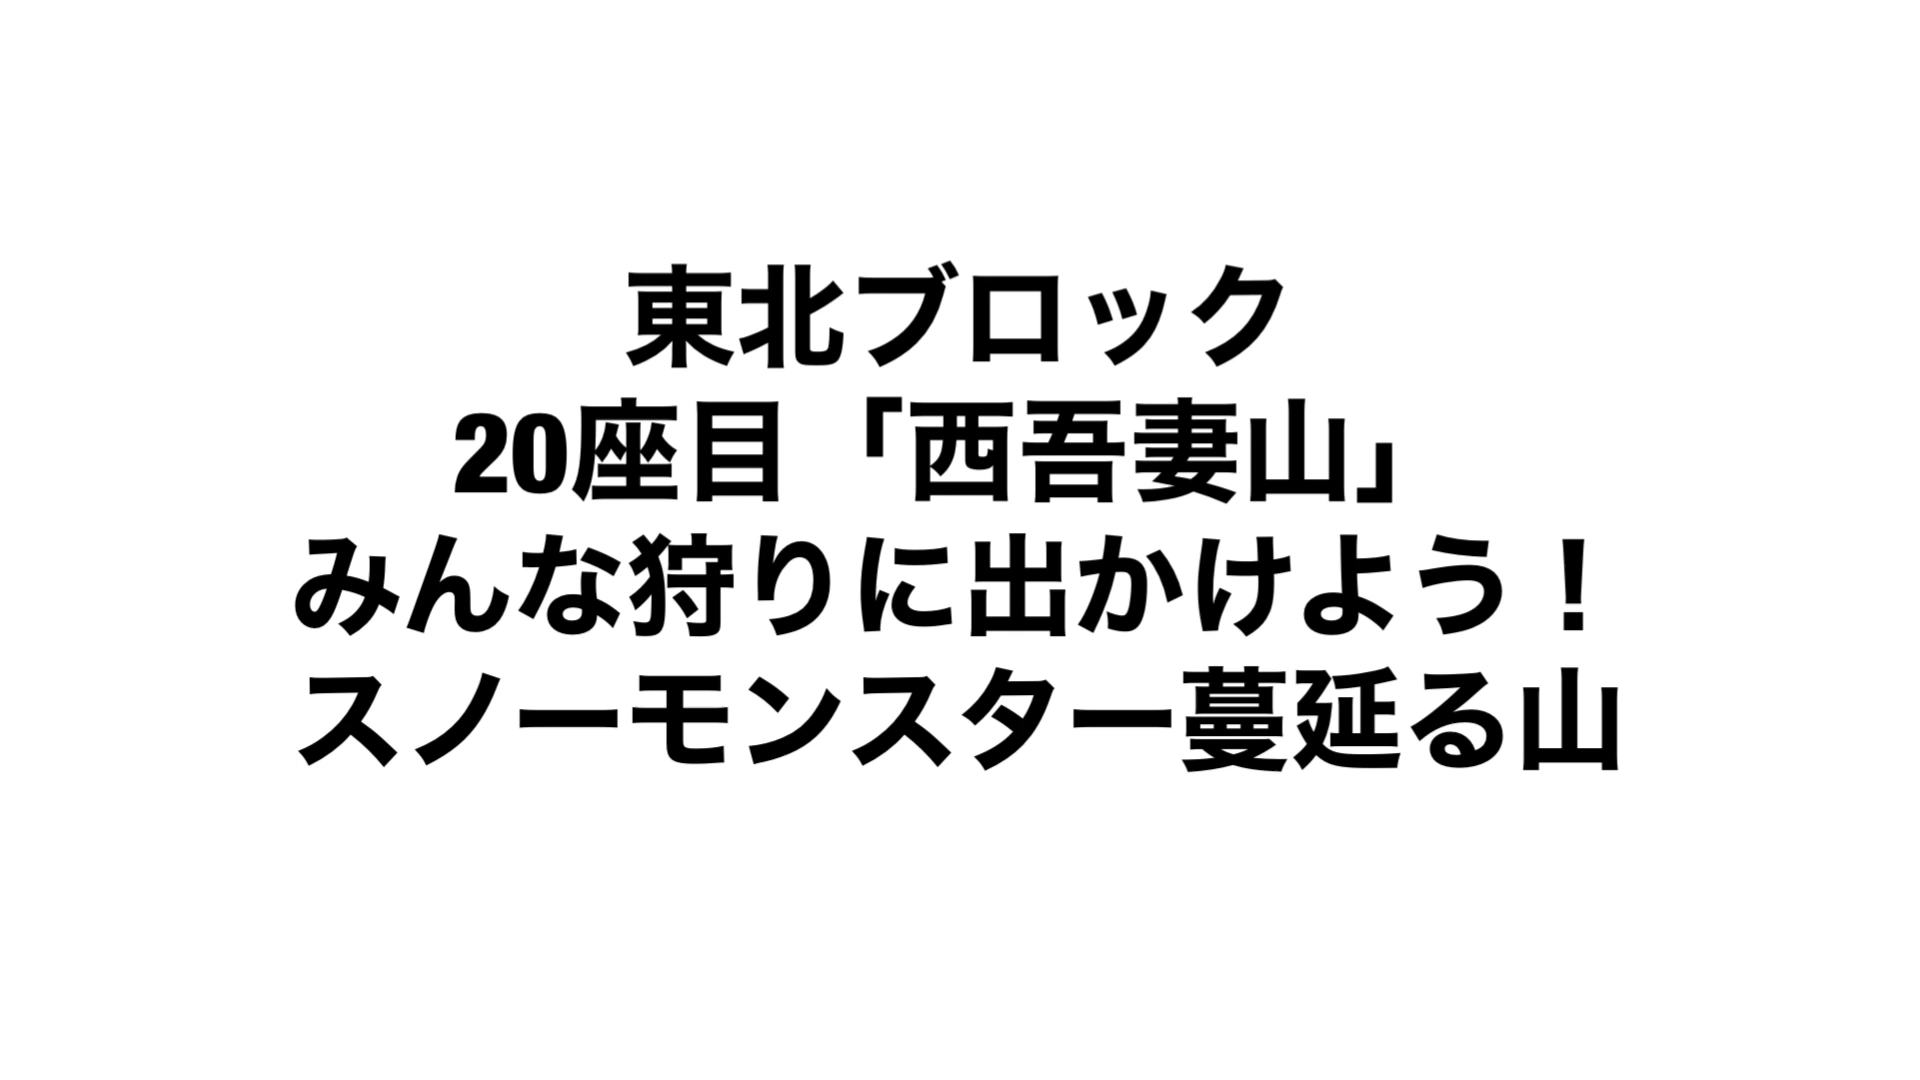 東北ブロック
20座目「西吾妻山」
みんな狩りに出かけよう！
スノーモンスター蔓延る山